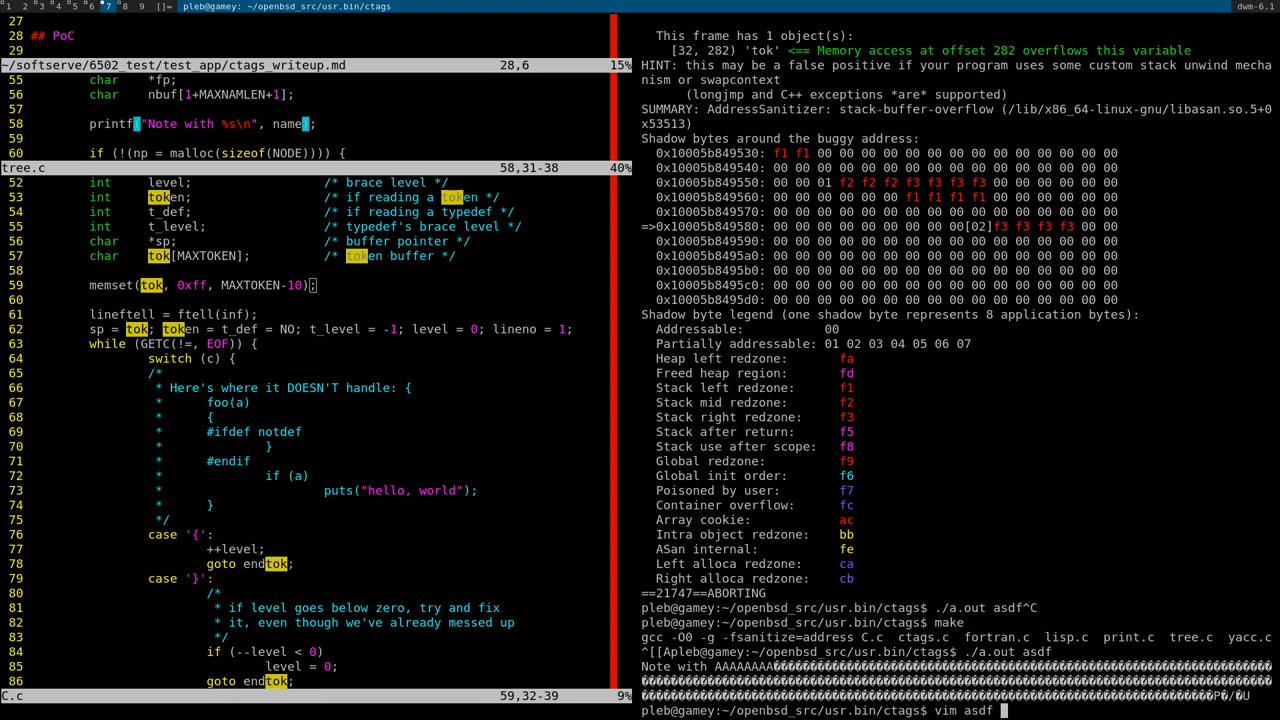 1 2 3 4 5 6 7 8 9 []= pleb@gamey: ~/openbsd_src/usr.bin/ctags dwm-6.1
27
28 ## PoC
29
~/softserve/6502_test/test_app/ctags_writeup.md 28,6 15%
55 char *fp;
56 char nbuf[1+MAXNAMLEN+1];
57
58 printf("Note with %s\n", name);
59
60 if (!(np = malloc(sizeof(NODE)))) {
tree.c 58,31-38 40%
52 int level; /* brace level */
53 int token; /* if reading a token */
54 int t_def; /* if reading a typedef */
55 int t_level; /* typedef's brace level */
56 char *sp; /* buffer pointer */
57 char tok[MAXTOKEN]; /* token buffer */
58
59 memset(tok, 0xff, MAXTOKEN-10);
60
61 lineftell = ftell(inf);
62 sp = tok; token = t_def = NO; t_level = -1; level = 0; lineno = 1;
63 while (GETC(!=, EOF)) {
64 switch (c) {
65 /*
66 * Here's where it DOESN'T handle: {
67 * foo(a)
68 * {
69 * #ifdef notdef
70 * }
71 * #endif
72 * if (a)
73 * puts("hello, world");
74 * }
75 */
76 case '{':
77 ++level;
78 goto endtok;
79 case '}':
80 /*
81 * if level goes below zero, try and fix
82 * it, even though we've already messed up
83 */
84 if (--level < 0)
85 level = 0;
86 goto endtok;
C.c 59,32-39 9%
This frame has 1 object(s):
[32, 282) 'tok' <== Memory access at offset 282 overflows this variable
HINT: this may be a false positive if your program uses some custom stack unwind mecha
nism or swapcontext
(longjmp and C++ exceptions *are* supported)
SUMMARY: AddressSanitizer: stack-buffer-overflow (/lib/x86_64-linux-gnu/libasan.so.5+0
x53513)
Shadow bytes around the buggy address:
0x10005b849530: f1 f1 00 00 00 00 00 00 00 00 00 00 00 00 00 00
0x10005b849540: 00 00 00 00 00 00 00 00 00 00 00 00 00 00 00 00
0x10005b849550: 00 00 01 f2 f2 f2 f3 f3 f3 f3 00 00 00 00 00 00
0x10005b849560: 00 00 00 00 00 00 f1 f1 f1 f1 00 00 00 00 00 00
0x10005b849570: 00 00 00 00 00 00 00 00 00 00 00 00 00 00 00 00
=>0x10005b849580: 00 00 00 00 00 00 00 00 00[02]f3 f3 f3 f3 00 00
0x10005b849590: 00 00 00 00 00 00 00 00 00 00 00 00 00 00 00 00
0x10005b8495a0: 00 00 00 00 00 00 00 00 00 00 00 00 00 00 00 00
0x10005b8495b0: 00 00 00 00 00 00 00 00 00 00 00 00 00 00 00 00
0x10005b8495c0: 00 00 00 00 00 00 00 00 00 00 00 00 00 00 00 00
0x10005b8495d0: 00 00 00 00 00 00 00 00 00 00 00 00 00 00 00 00
Shadow byte legend (one shadow byte represents 8 application bytes):
Addressable: 00
Partially addressable: 01 02 03 04 05 06 07
Heap left redzone: fa
Freed heap region: fd
Stack left redzone: f1
Stack mid redzone: f2
Stack right redzone: f3
Stack after return: f5
Stack use after scope: f8
Global redzone: f9
Global init order: f6
Poisoned by user: f7
Container overflow: fc
Array cookie: ac
Intra object redzone: bb
ASan internal: fe
Left alloca redzone: ca
Right alloca redzone: cb
==21747==ABORTING
pleb@gamey:~/openbsd_src/usr.bin/ctags$ ./a.out asdf^C
pleb@gamey:~/openbsd_src/usr.bin/ctags$ make
gcc -O0 -g -fsanitize=address C.c ctags.c fortran.c lisp.c print.c tree.c yacc.c
^[[Apleb@gamey:~/openbsd_src/usr.bin/ctags$ ./a.out asdf
Note with AAAAAAAA
P�/�U
pleb@gamey:~/openbsd_src/usr.bin/ctags$ vim asdf